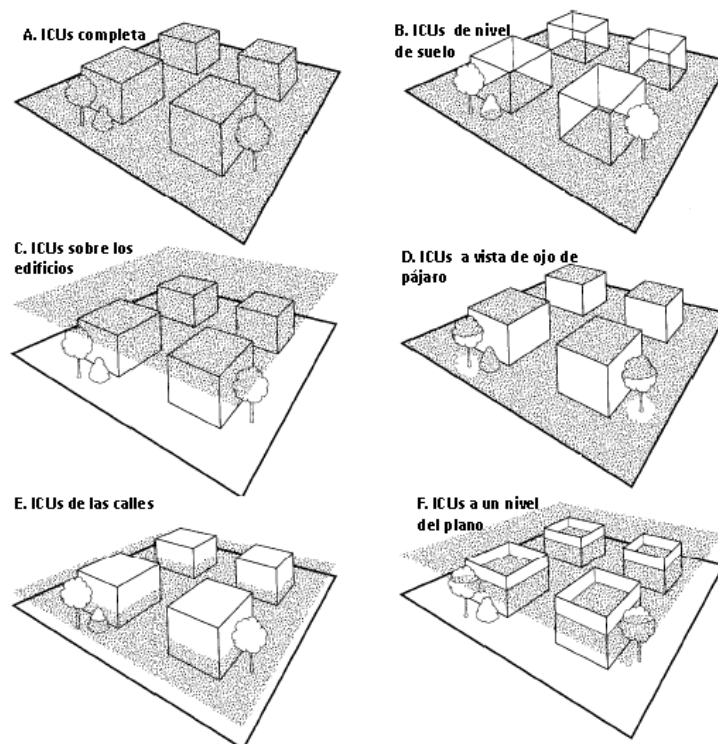 A. ICUs completa
B. ICUs de nivel
de suelo
C. ICUs sobre los
edificios
D. ICUs a vista de ojo de
pájaro
E. ICUs de las calles
F. ICUs a un nivel
del plano